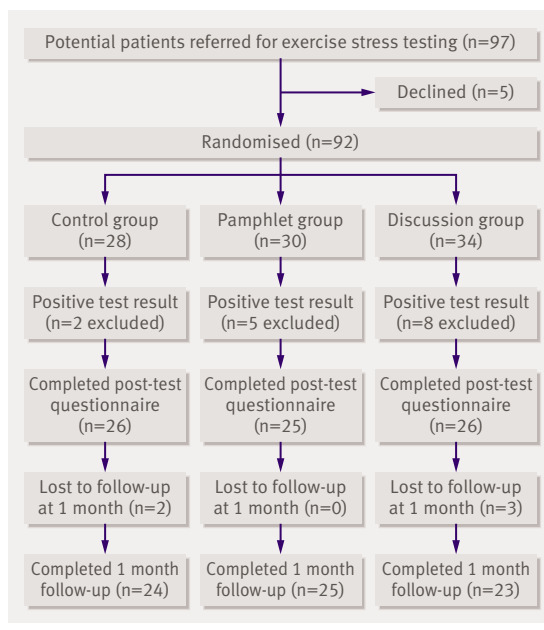 Potential patients referred for exercise stress testing (n=97)
Declined (n=5)
Randomised (n=92)
Control group
(n=28)
Pamphlet group
(n=30)
Discussion group
(n=34)
Positive test result
(n=2 excluded)
Positive test result
(n=5 excluded)
Positive test result
(n=8 excluded)
Completed post-test
questionnaire
(n=26)
Completed post-test
questionnaire
(n=25)
Completed post-test
questionnaire
(n=26)
Lost to follow-up
at 1 month (n=2)
Lost to follow-up
at 1 month (n=0)
Lost to follow-up
at 1 month (n=3)
Completed 1 month
follow-up (n=24)
Completed 1 month
follow-up (n=25)
Completed 1 month
follow-up (n=23)